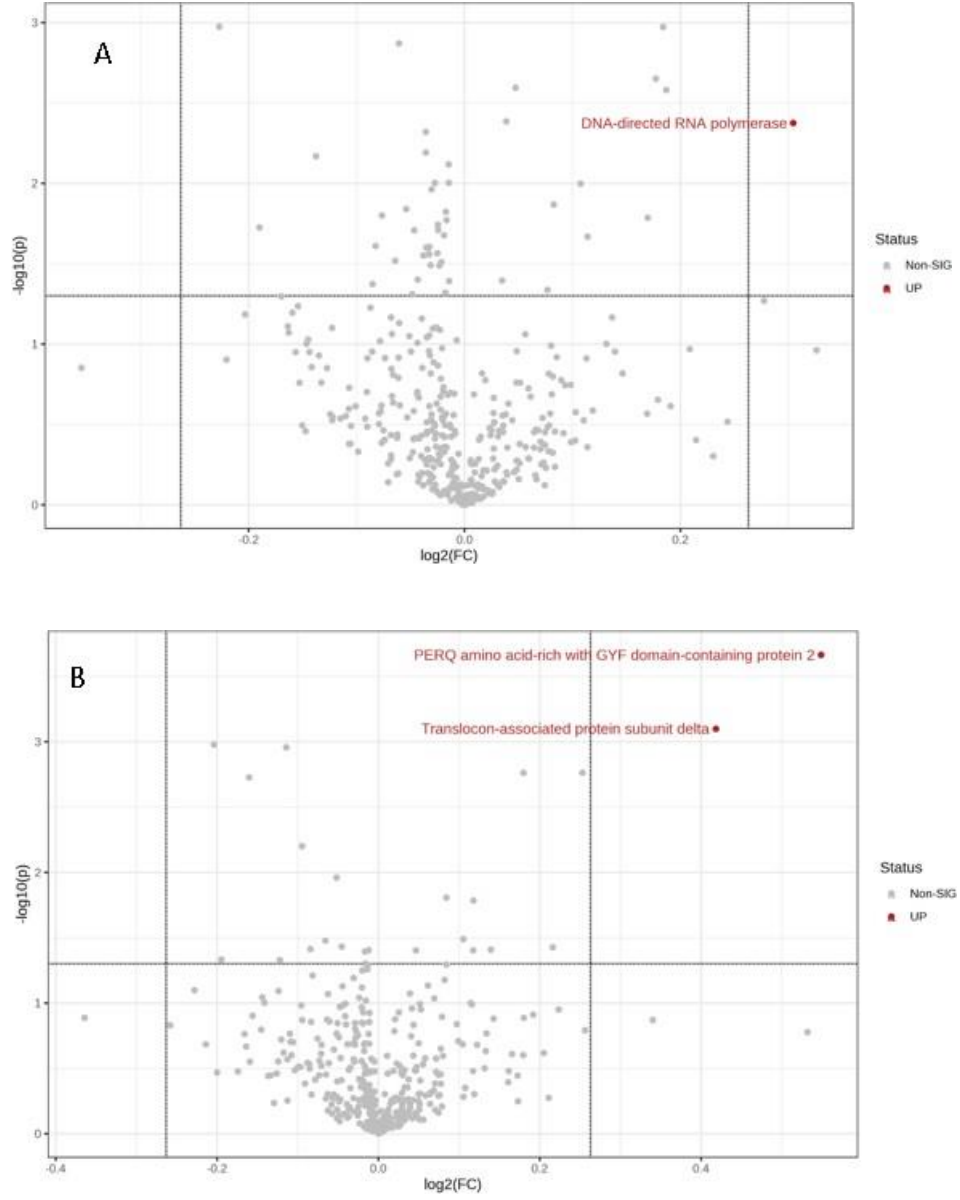 A
3
2
1
0
-log10(p)
DNA-directed RNA polymerase
Status
Non-SIG
UP
-0.2
0.0
0.2
log2(FC)
B
PERQ amino acid-rich with GYF domain-containing protein 2
Translocon-associated protein subunit delta
3
2
1
0
-log10(p)
Status
Non-SIG
UP
-0.4
-0.2
0.0
0.2
0.4
log2(FC)